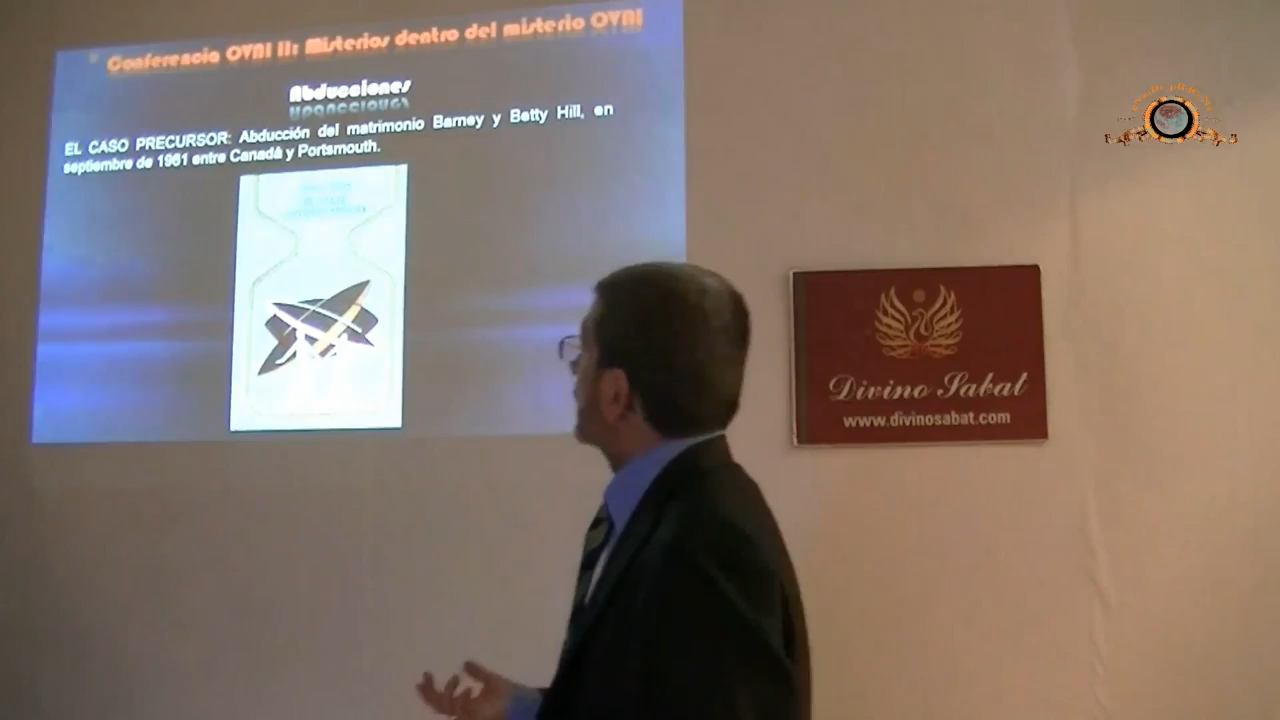 Conferencia OVNI II: Misterios dentro del misterio OVNI
Abducciones
EL CASO PRECURSOR: Abducción del matrimonio Barney y Betty Hill, en
septiembre de 1961 entre Canadá y Portsmouth.
Divino Sabat
www.divinosabat.com